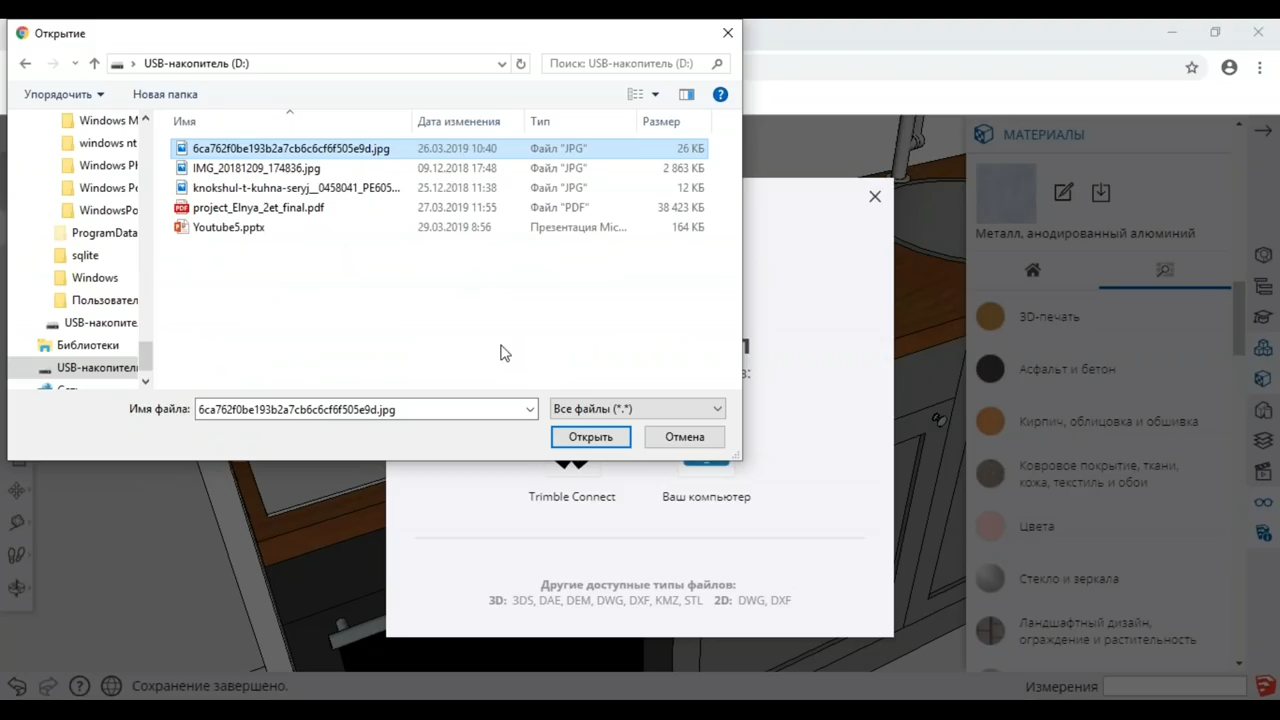 Открытие
USB-накопитель (D:)
Поиск: USB-накопитель (D:)
Упорядочить
Новая папка
Windows M
windows nt
Windows Ph
Windows Po
WindowsPo
ProgramData
sqlite
Windows
Пользовател
USB-накопите
Библиотеки
USB-накопитель
Имя Дата изменения Тип Размер
6ca762f0be193b2a7cb6c6cf6f505e9d.jpg 26.03.2019 10:40 Файл "JPG" 26 КБ
IMG_20181209_174836.jpg 09.12.2018 17:48 Файл "JPG" 2 863 КБ
knokshul-t-kuhna-seryj__0458041_PE605... 25.12.2018 11:38 Файл "JPG" 12 КБ
project_Elnya_2et_final.pdf 27.03.2019 11:55 Файл "PDF" 38 423 КБ
Youtube5.pptx 29.03.2019 8:56 Презентация Mic... 164 КБ
Имя файла: 6ca762f0be193b2a7cb6c6cf6f505e9d.jpg Все файлы (*.*)
Открыть Отмена
Trimble Connect Ваш компьютер
Другие доступные типы файлов:
3D: 3DS, DAE, DEM, DWG, DXF, KMZ, STL 2D: DWG, DXF
МАТЕРИАЛЫ
Металл, анодированный алюминий
3D-печать
Асфальт и бетон
Кирпич, облицовка и обшивка
Ковровое покрытие, ткани,
кожа, текстиль и обои
Цвета
Стекло и зеркала
Ландшафтный дизайн,
ограждение и растительность
Сохранение завершено.
Измерения